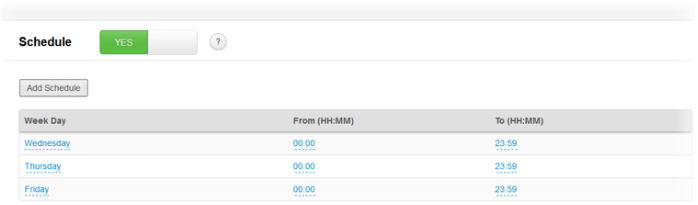 Schedule YES ?
Add Schedule
Week Day From (HH:MM) To (HH:MM)
Wednesday 00:00 23:59
Thursday 00:00 23:59
Friday 00:00 23:59